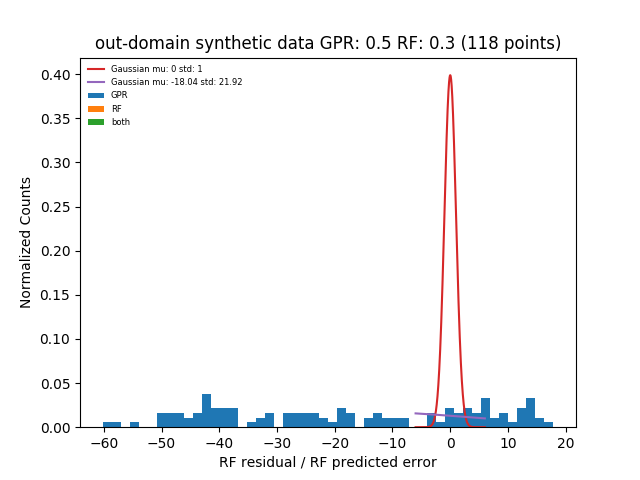 out-domain synthetic data GPR: 0.5 RF: 0.3 (118 points)
Gaussian mu: 0 std: 1
Gaussian mu: -18.04 std: 21.92
GPR
RF
both
Normalized Counts
0.40
0.35
0.30
0.25
0.20
0.15
0.10
0.05
0.00
−60 −50 −40 −30 −20 −10 0 10 20
RF residual / RF predicted error